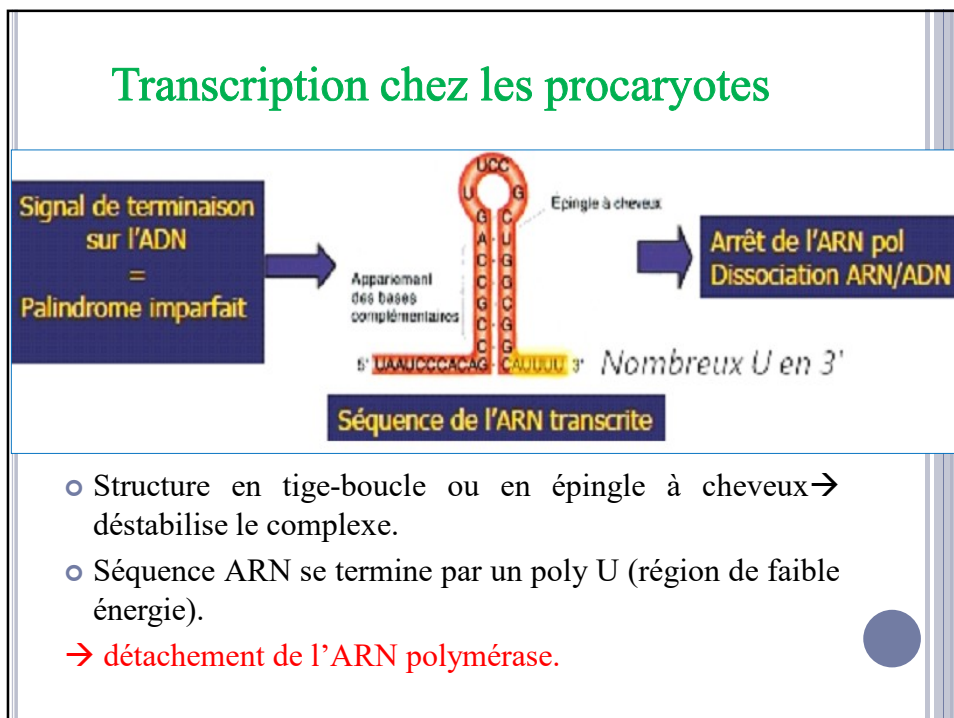 Transcription chez les procaryotes
Signal de terminaison
sur l'ADN
=
Palindrome imparfait
UCC
U G
G C
A U
C G
C G
G C
C G
C G
Épingle à cheveux
Appariement
des bases
complémentaires
5' UAAUCCCACAG CAUUUU 3'
Nombreux U en 3'
Arrêt de l'ARN pol
Dissociation ARN/ADN
Séquence de l'ARN transcrite
Structure en tige-boucle ou en épingle à cheveux→
déstabilise le complexe.
Séquence ARN se termine par un poly U (région de faible
énergie).
→ détachement de l'ARN polymérase.